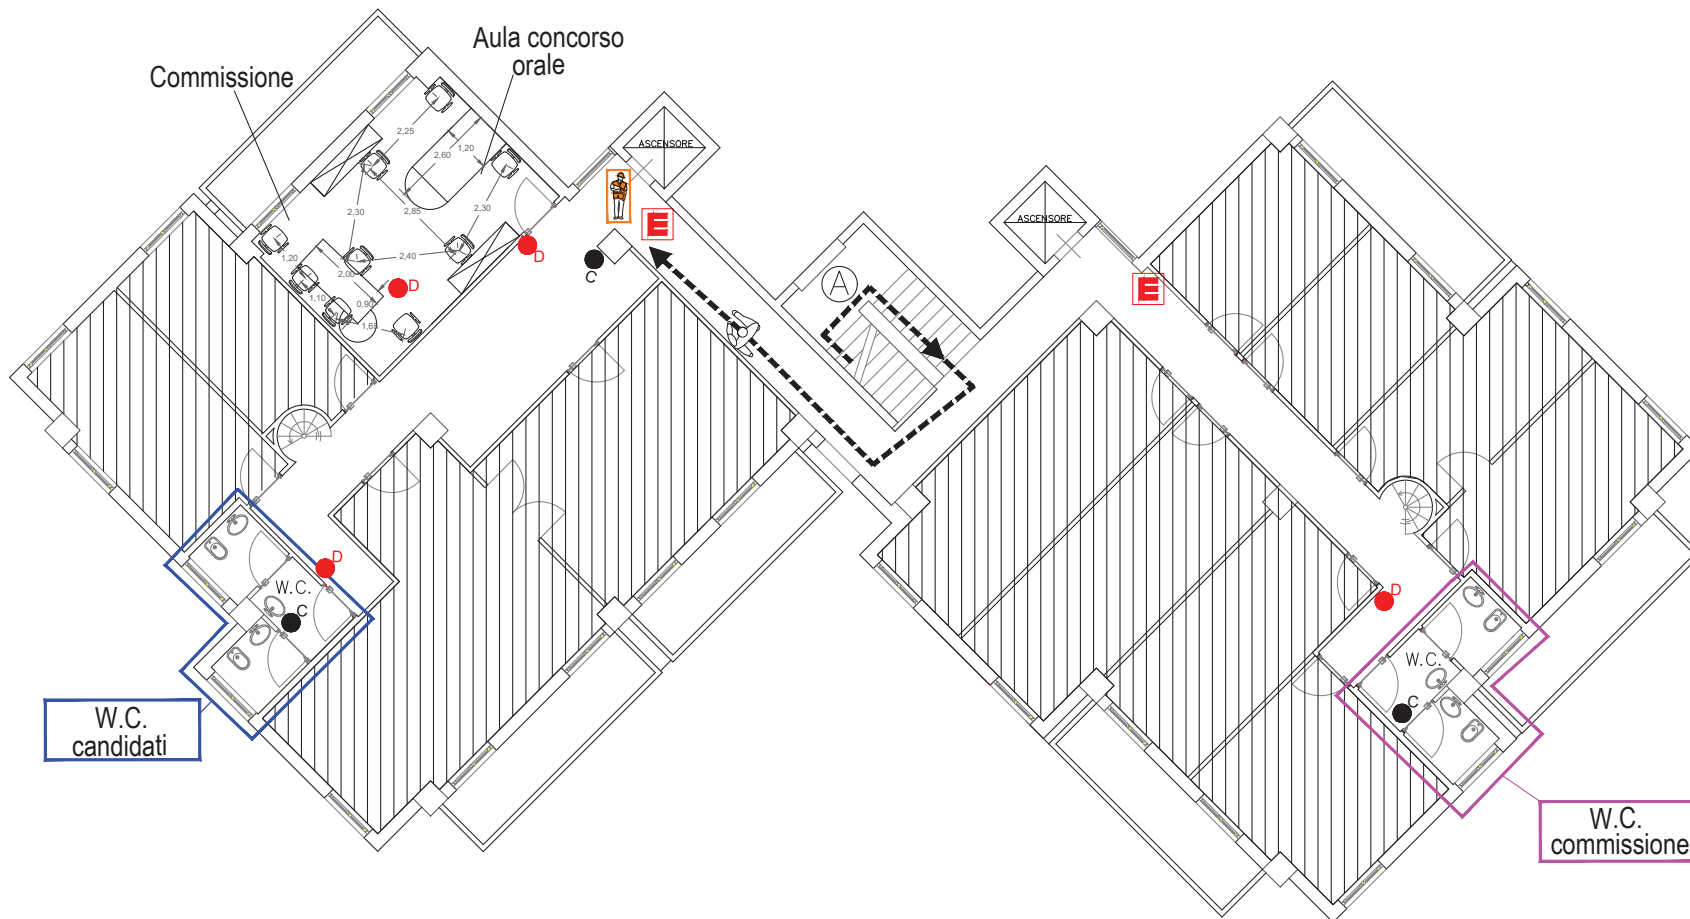 Aula concorso
orale
Commissione
2,25
1,20
2,60
ASCENSORE
2,30
2,85
2,30
ASCENSORE
E
D
2,40
C
1,20
2,00
D
1,10
0,90
1,65
A
E
D
W.C.
C
D
W.C.
C
W.C.
candidati
W.C.
commissione